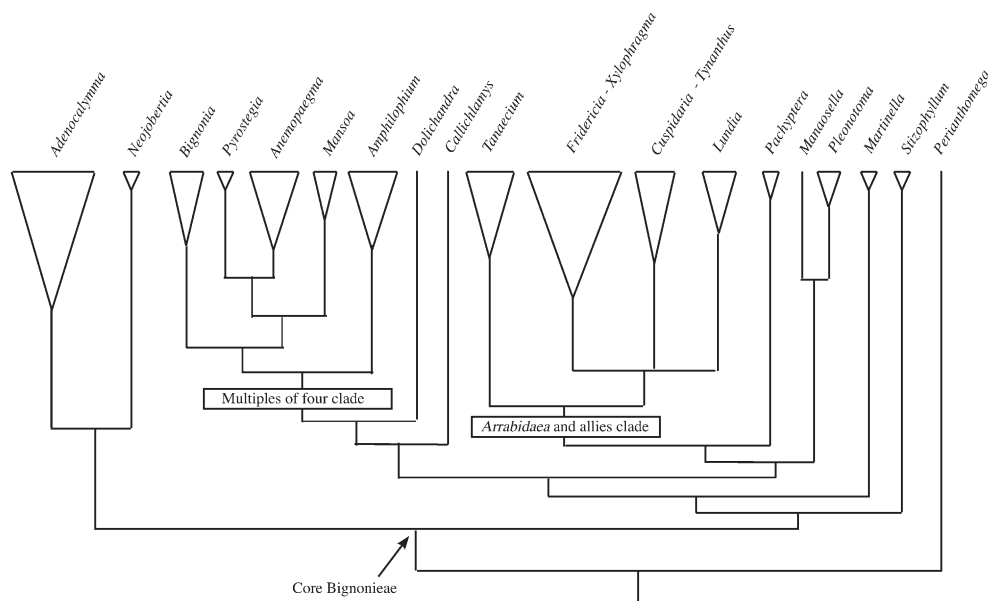 Adenocalymma
Neojobertia
Bignonia
Pyrostegia
Anemopaegma
Mansoa
Amphilophium
Dolichandra
Callichlamys
Tanaecium
Fridericia - Xylophragma
Cuspidaria - Tynanthus
Lundia
Pachyptera
Manaosella
Pleonotoma
Martinella
Stizophyllum
Perianthomega
Multiples of four clade
Arrabidaea and allies clade
Core Bignonieae